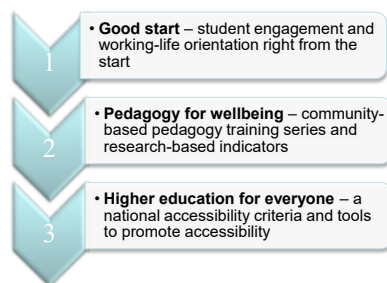 1
• Good start – student engagement and
working-life orientation right from the
start
2
• Pedagogy for wellbeing – community-
based pedagogy training series and
research-based indicators
3
• Higher education for everyone – a
national accessibility criteria and tools
to promote accessibility